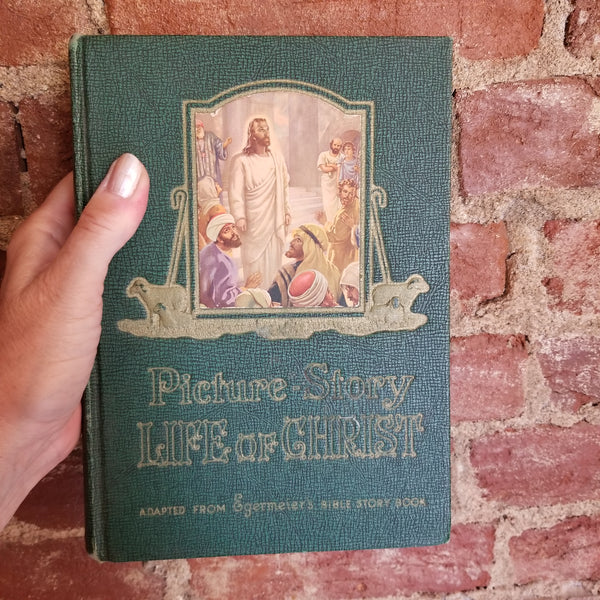 Picture-Story
LIFE OF CHRIST
ADAPTED FROM Egermeier's BIBLE STORY BOOK